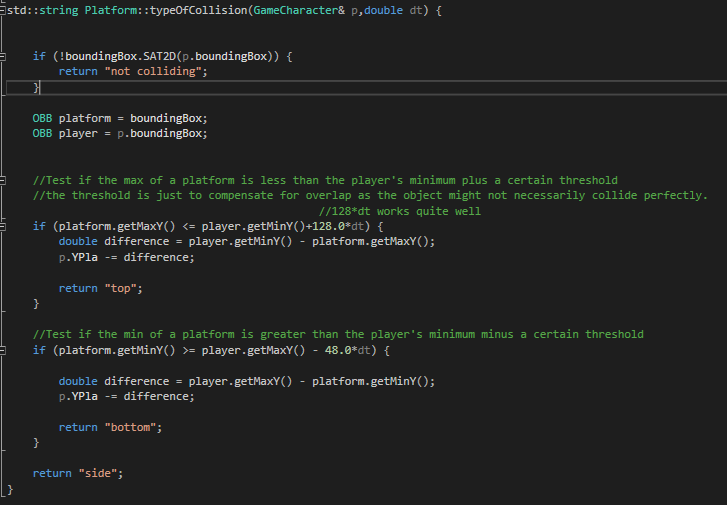 std::string Platform::typeOfCollision(GameCharacter& p,double dt) {
if (!boundingBox.SAT2D(p.boundingBox)) {
return "not colliding";
}
OBB platform = boundingBox;
OBB player = p.boundingBox;
//Test if the max of a platform is less than the player's minimum plus a certain threshold
//the threshold is just to compensate for overlap as the object might not necessarily collide perfectly.
//128*dt works quite well
if (platform.getMaxY() <= player.getMinY()+128.0*dt) {
double difference = player.getMinY() - platform.getMaxY();
p.YPla -= difference;
return "top";
}
//Test if the min of a platform is greater than the player's minimum minus a certain threshold
if (platform.getMinY() >= player.getMaxY() - 48.0*dt) {
double difference = player.getMaxY() - platform.getMinY();
p.YPla -= difference;
return "bottom";
}
return "side";
}